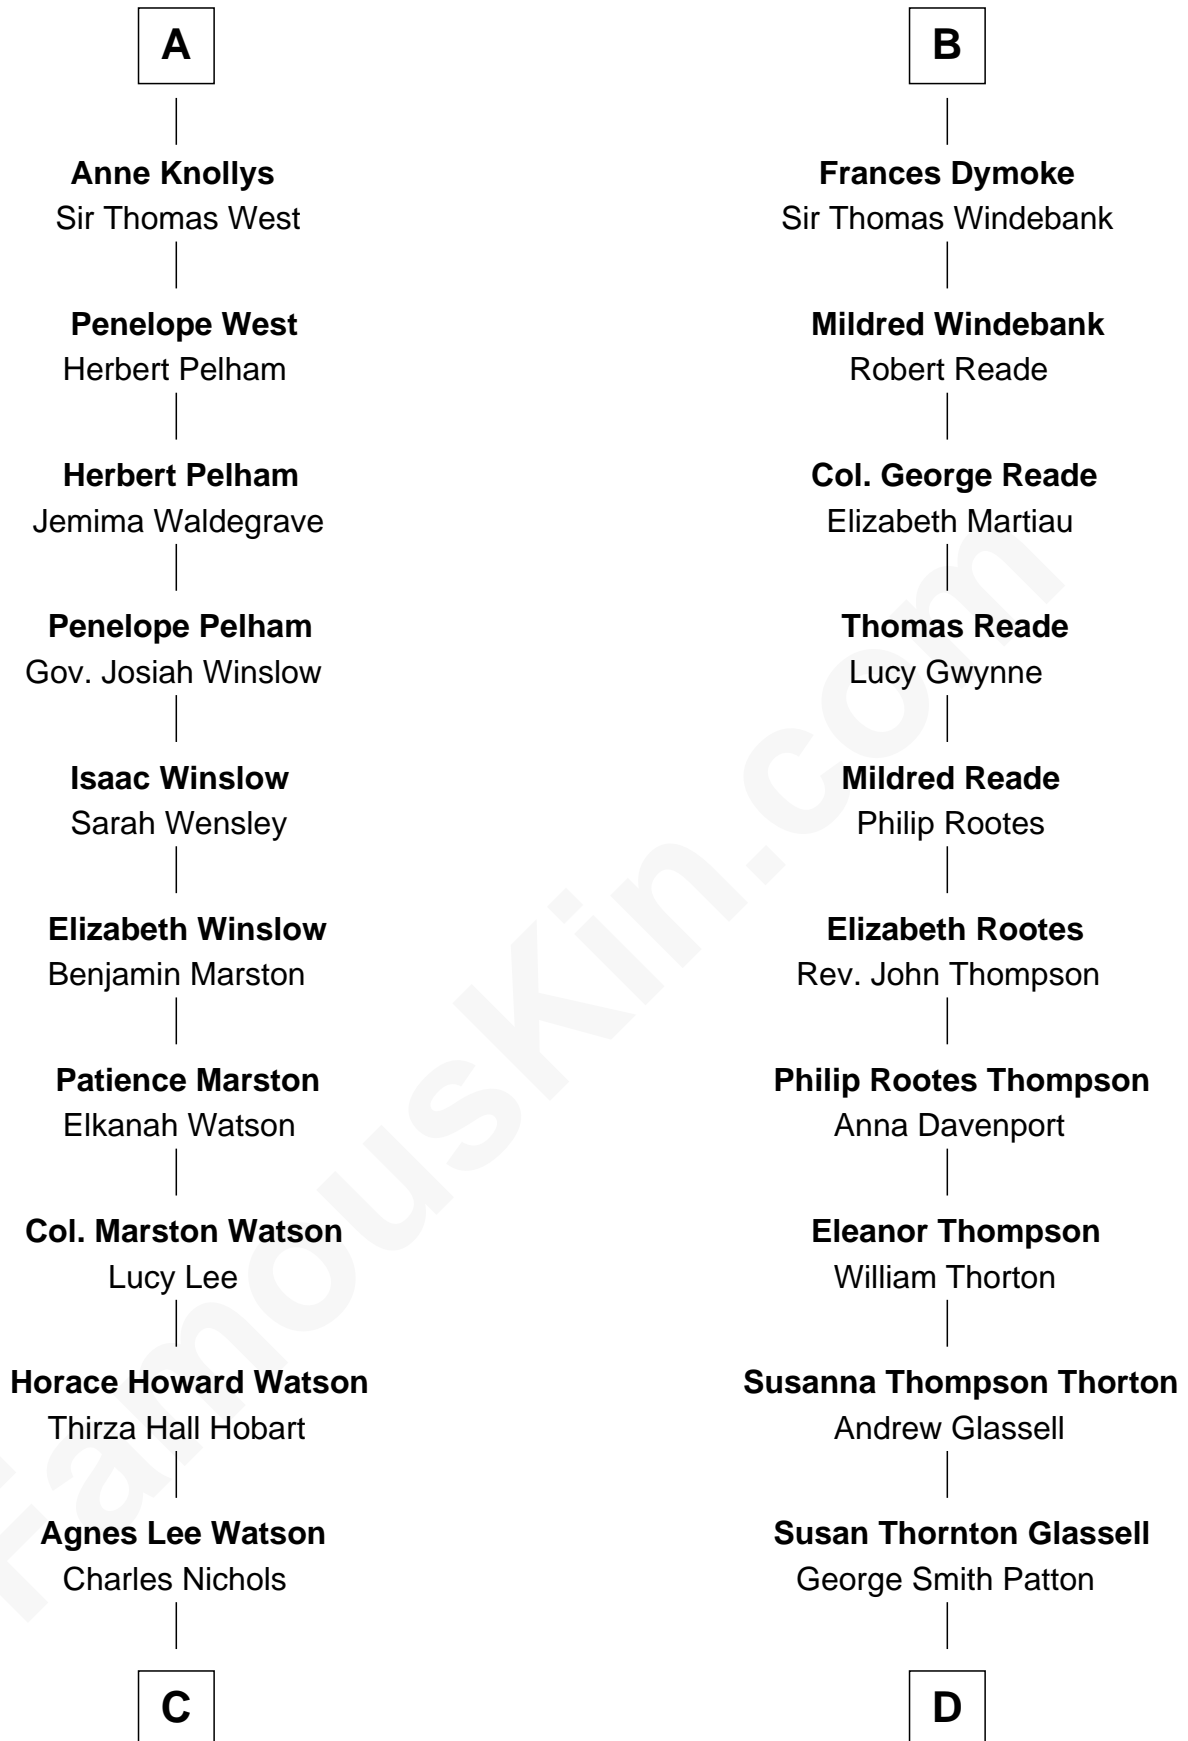 A
Anne Knollys
Sir Thomas West
Penelope West
Herbert Pelham
Herbert Pelham
Jemima Waldegrave
Penelope Pelham
Gov. Josiah Winslow
Isaac Winslow
Sarah Wensley
Elizabeth Winslow
Benjamin Marston
Patience Marston
Elkanah Watson
Col. Marston Watson
Lucy Lee
Horace Howard Watson
Thirza Hall Hobart
Agnes Lee Watson
Charles Nichols
C
B
Frances Dymoke
Sir Thomas Windebank
Mildred Windebank
Robert Reade
Col. George Reade
Elizabeth Martiau
Thomas Reade
Lucy Gwynne
Mildred Reade
Philip Rootes
Elizabeth Rootes
Rev. John Thompson
Philip Rootes Thompson
Anna Davenport
Eleanor Thompson
William Thorton
Susanna Thompson Thorton
Andrew Glassell
Susan Thornton Glassell
George Smith Patton
D
FamousKin.com